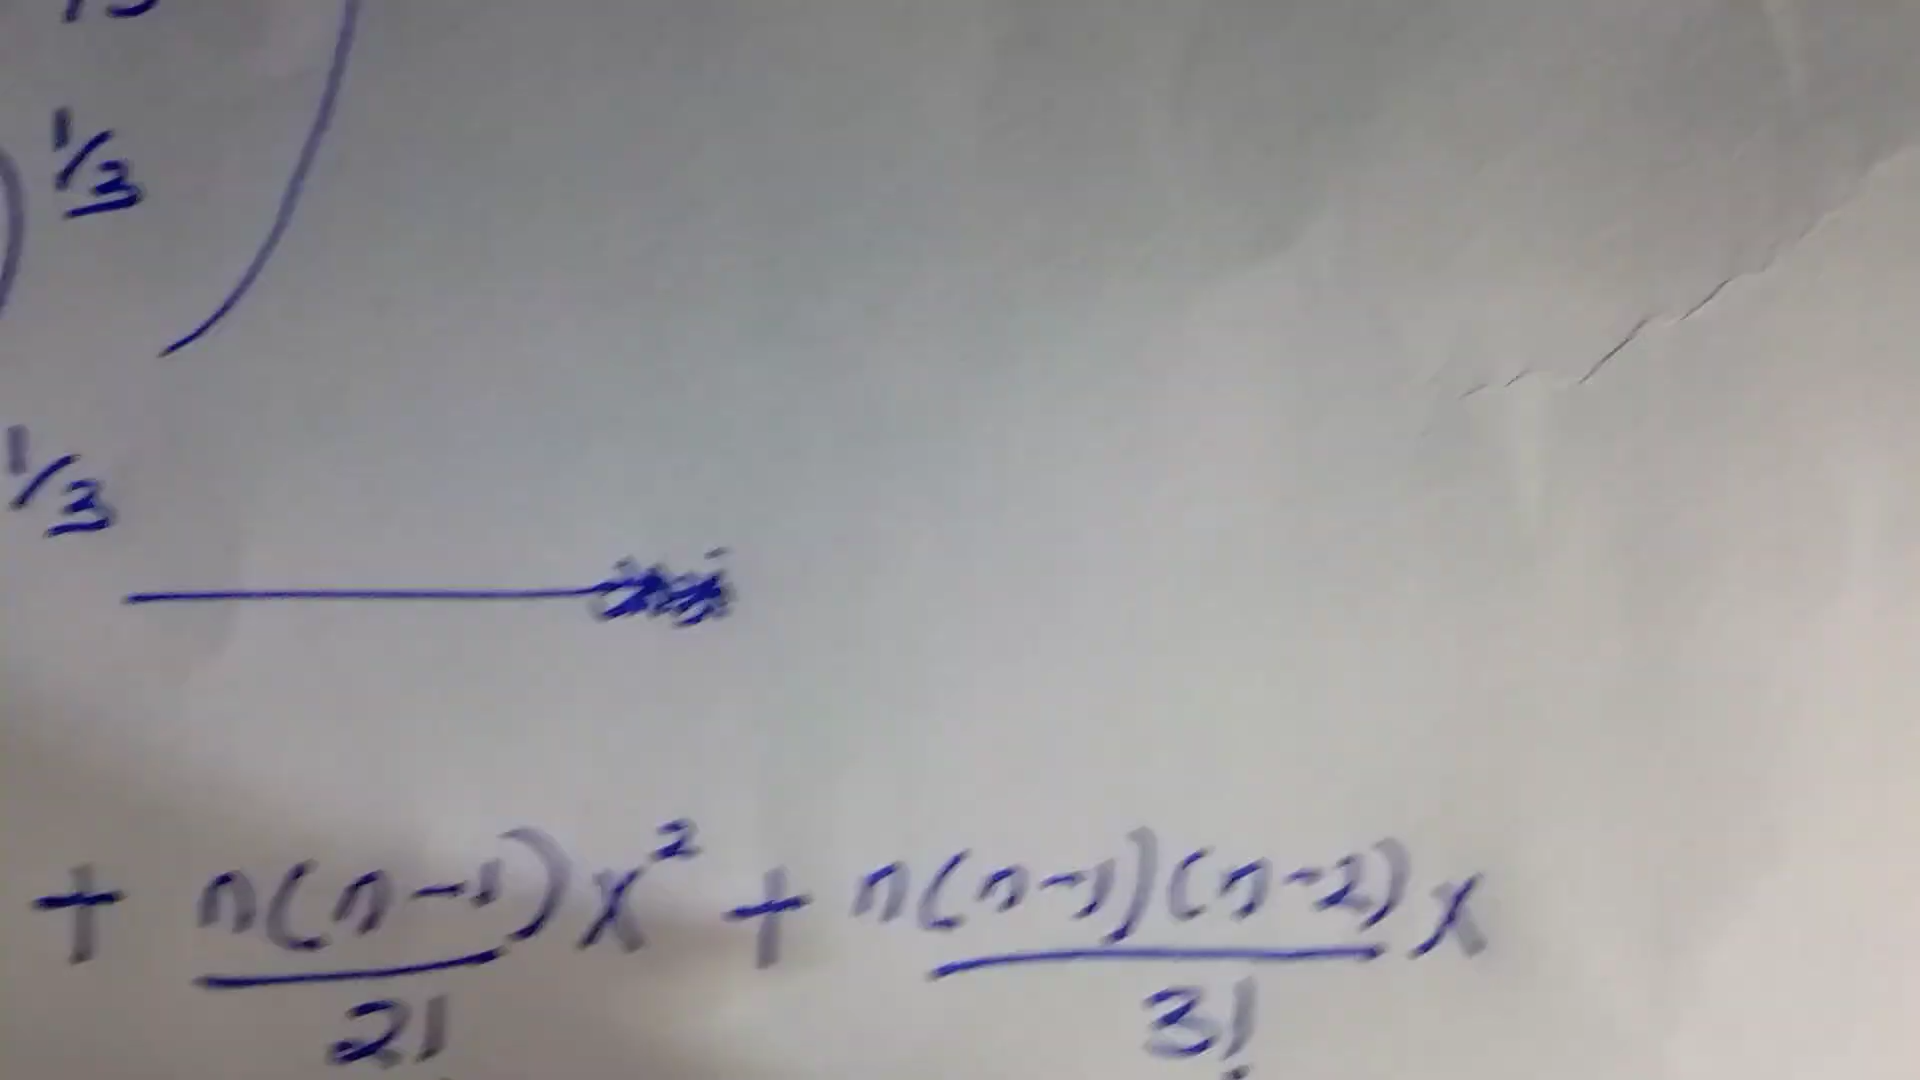 ) 1/3 )
1/3
+ n(n-1)x² + n(n-1)(n-2)x
2! 3!